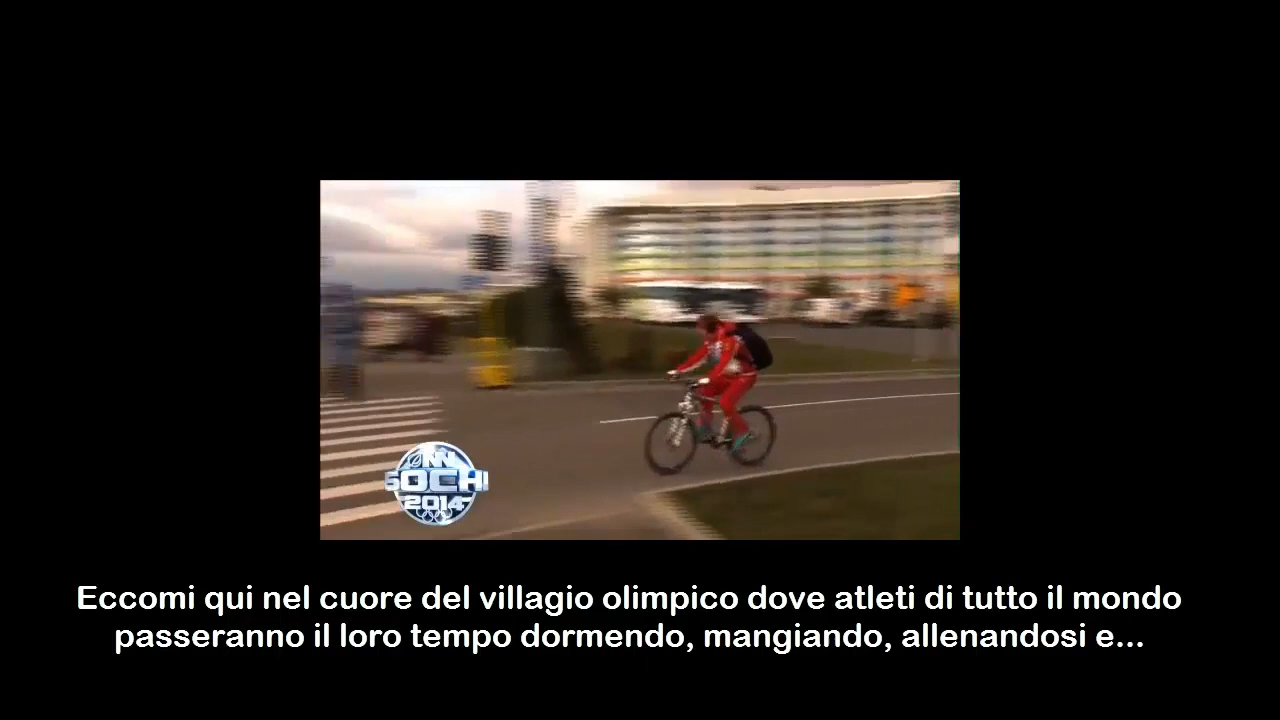 NN
SOCHI
2014
Eccomi qui nel cuore del villagio olimpico dove atleti di tutto il mondo
passeranno il loro tempo dormendo, mangiando, allenandosi e...